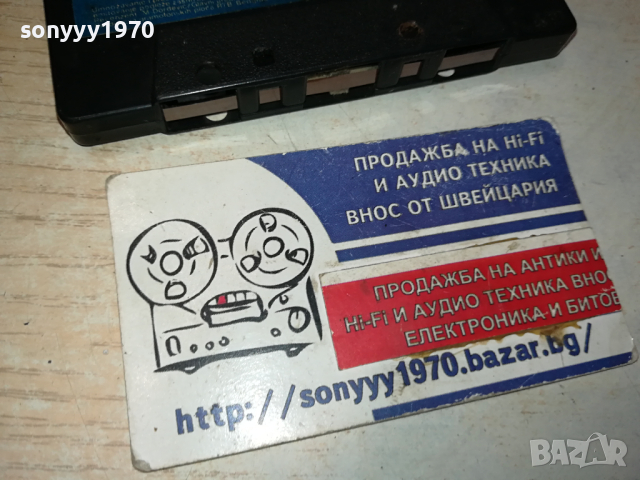 sonyyy1970
ПРОДАЖБА НА Hi-Fi
И АУДИО ТЕХНИКА
ВНОС ОТ ШВЕЙЦАРИЯ
ПРОДАЖБА НА АНТИКИ И
Hi-Fi И АУДИО ТЕХНИКА ВНОС
ЕЛЕКТРОНИКА И БИТОВ
http://sonyyy1970.bazar.bg/
BAZAR